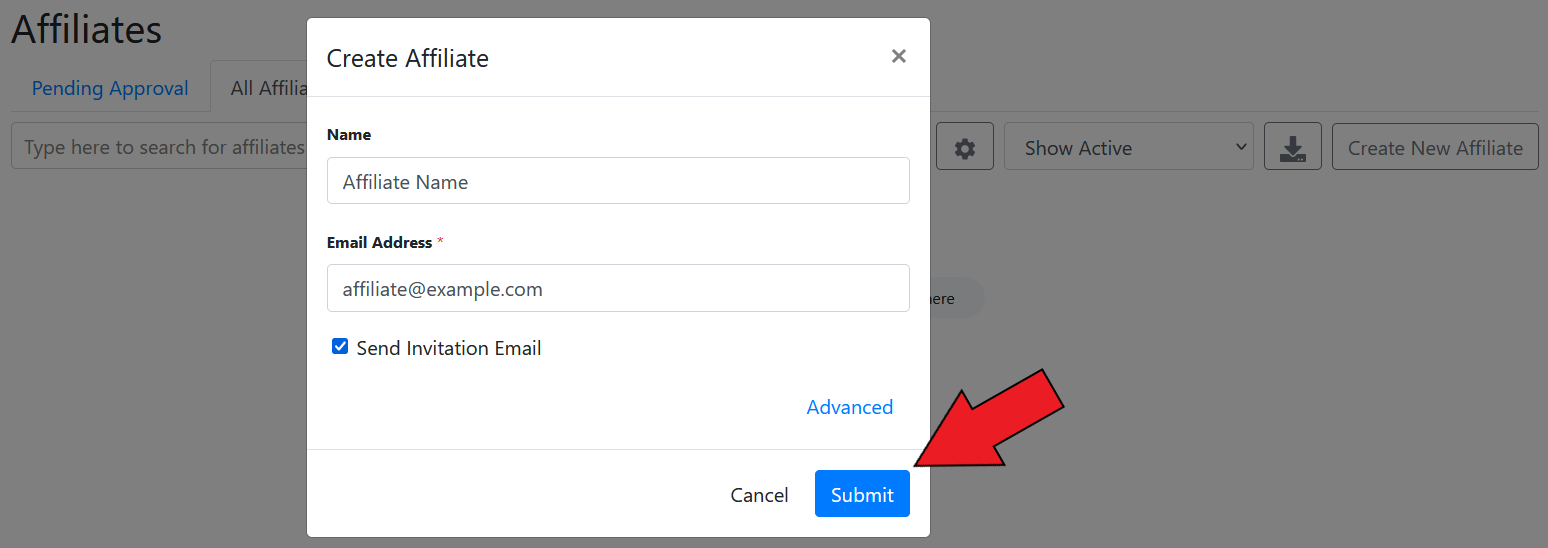 Affiliates
Create Affiliate ×
Pending Approval All Affilia
Name
Type here to search for affiliates Show Active Create New Affiliate
Affiliate Name
Email Address *
affiliate@example.com
here
Send Invitation Email
Advanced
Cancel Submit